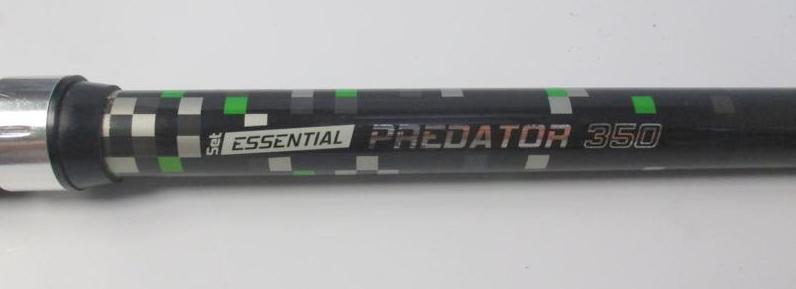 Set ESSENTIAL PREDATOR 350